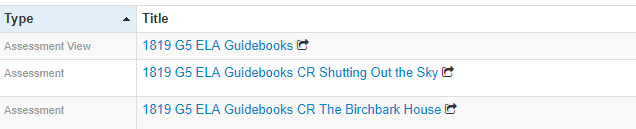 Type Title
Assessment View 1819 G5 ELA Guidebooks
Assessment 1819 G5 ELA Guidebooks CR Shutting Out the Sky
Assessment 1819 G5 ELA Guidebooks CR The Birchbark House